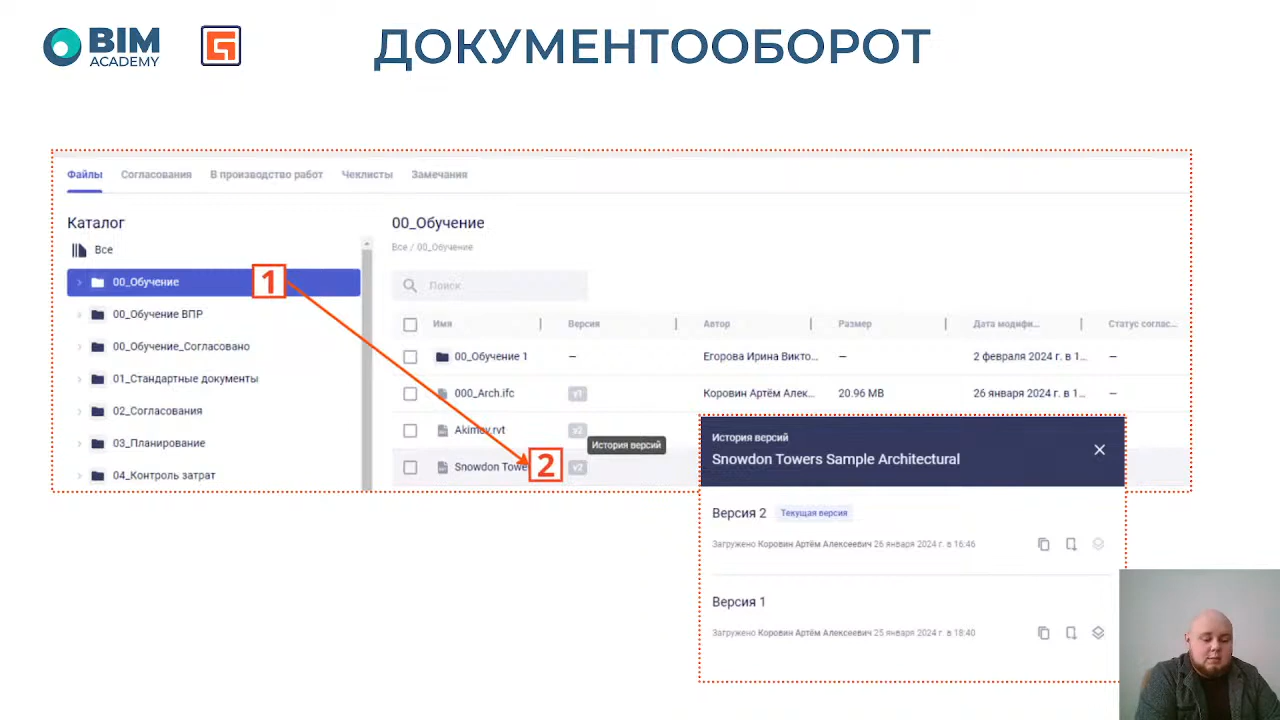 BIM
ACADEMY
ДОКУМЕНТООБОРОТ
Файлы Согласования В производство работ Чеклисты Замечания
Каталог
Все
00_Обучение
1
00_Обучение ВПР
00_Обучение_Согласовано
01_Стандартные документы
02_Согласования
03_Планирование
04_Контроль затрат
00_Обучение
Все / 00_Обучение
Поиск
Имя Версия Автор Размер Дата модифи... Статус соглас...
00_Обучение 1 – Егорова Ирина Викто... – 2 февраля 2024 г. в 1... –
000_Arch.ifc v1 Коровин Артём Алек... 20.96 MB 26 января 2024 г. в 1... –
Akimov.rvt v2
История версий
Snowdon Towe 2 v2
История версий
Snowdon Towers Sample Architectural
Версия 2 Текущая версия
Загружено Коровин Артём Алексеевич 26 января 2024 г. в 16:46
Версия 1
Загружено Коровин Артём Алексеевич 25 января 2024 г. в 18:40